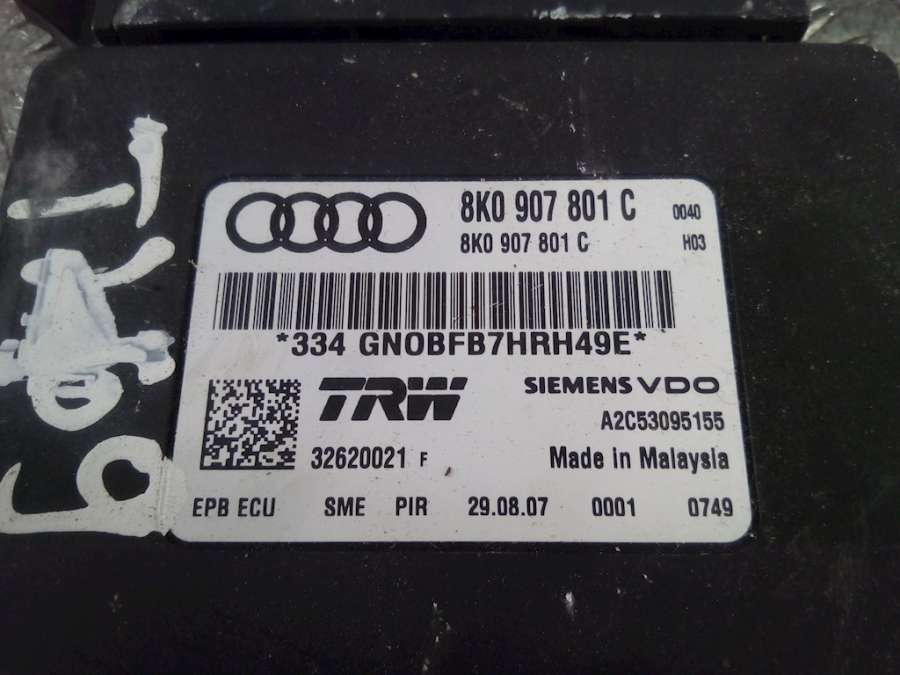 8K0 907 801 C 0040
8K0 907 801 C H03
*334 GNOBFB7HRH49E*
TRW SIEMENS VDO
A2C53095155
32620021 F Made in Malaysia
EPB ECU SME PIR 29.08.07 0001 0749